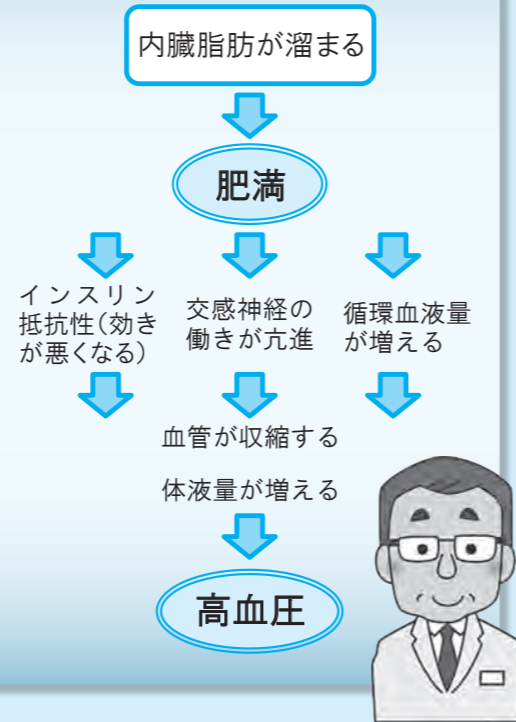 内臓脂肪が溜まる
肥満
インスリン
抵抗性(効き
が悪くなる)
交感神経の
働きが亢進
循環血液量
が増える
血管が収縮する
体液量が増える
高血圧